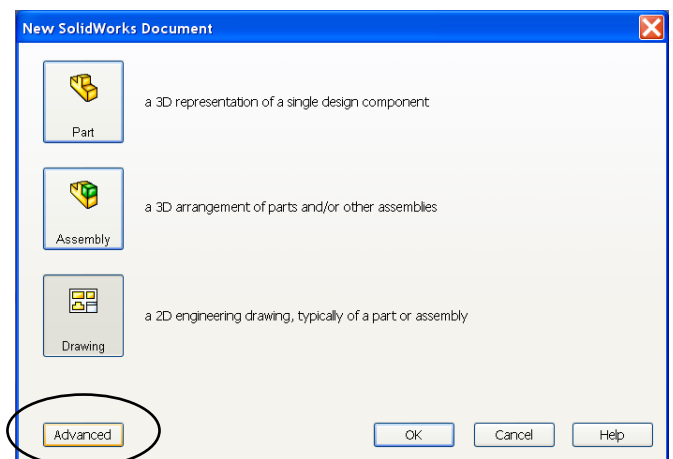 New SolidWorks Document
Part
a 3D representation of a single design component
Assembly
a 3D arrangement of parts and/or other assemblies
Drawing
a 2D engineering drawing, typically of a part or assembly
Advanced
OK
Cancel
Help